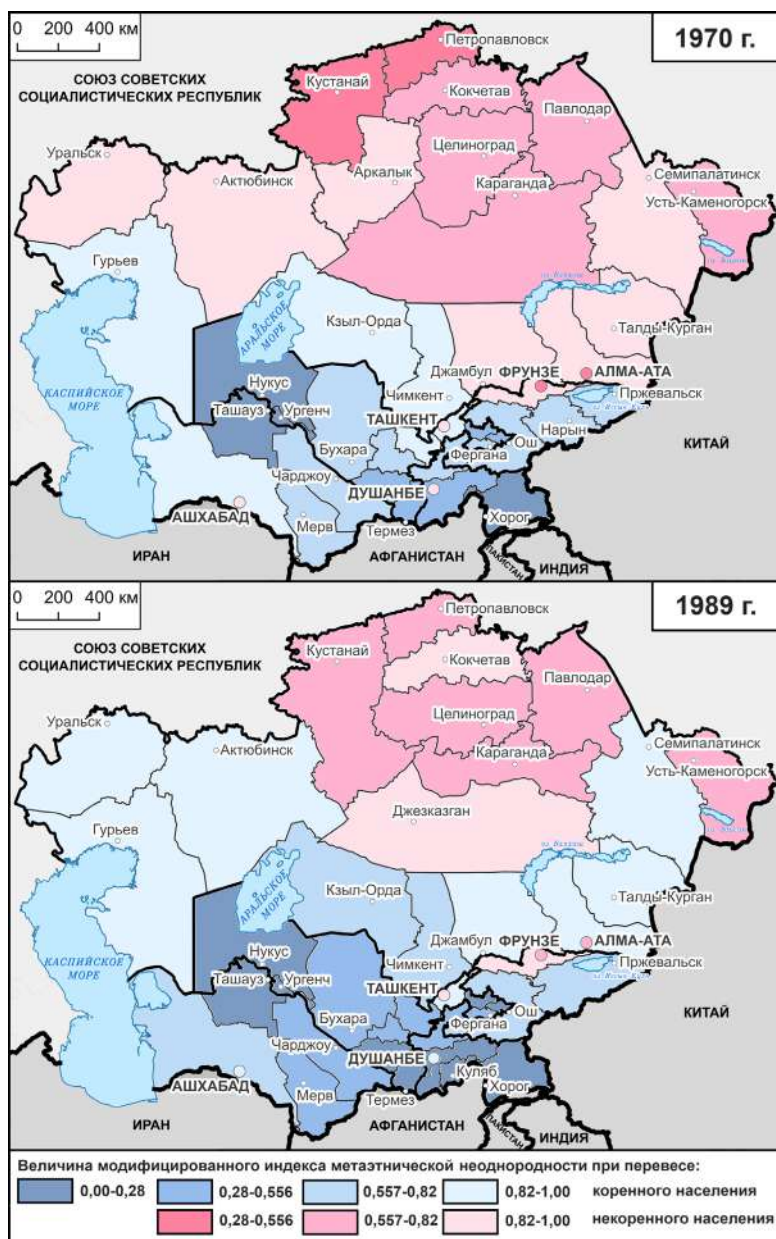 0 200 400 км
1970 г.
Петропавловск
СОЮЗ СОВЕТСКИХ
СОЦИАЛИСТИЧЕСКИХ РЕСПУБЛИК
Кустанай
Кокчетав
Павлодар
Уральск
Целиноград
Актюбинск
Аркалык
Семипалатинск
Караганда
Усть-Каменогорск
Гурьев
оз. Балхаш
Талды-Курган
АРАЛЬСКОЕ
МОРЕ
Кзыл-Орда
КАСПИЙСКОЕ
МОРЕ
Джамбул
ФРУНЗЕ
АЛМА-АТА
Нукус
Чимкент
Пржевальск
Ташауз
Ургенч
ТАШКЕНТ
Нарын
Ош
Бухара
Фергана
КИТАЙ
Чарджоу
ДУШАНБЕ
АШХАБАД
Мерв
Термез
Хорог
ИРАН
АФГАНИСТАН
ПАКИСТАН
ИНДИЯ
0 200 400 км
1989 г.
Петропавловск
СОЮЗ СОВЕТСКИХ
СОЦИАЛИСТИЧЕСКИХ РЕСПУБЛИК
Кустанай
Кокчетав
Павлодар
Уральск
Целиноград
Актюбинск
Семипалатинск
Караганда
Усть-Каменогорск
Джезказган
Гурьев
оз. Балхаш
Талды-Курган
АРАЛЬСКОЕ
МОРЕ
Кзыл-Орда
КАСПИЙСКОЕ
МОРЕ
Джамбул
ФРУНЗЕ
АЛМА-АТА
Нукус
Чимкент
Пржевальск
Ташауз
Ургенч
ТАШКЕНТ
Ош
Бухара
Фергана
КИТАЙ
Чарджоу
ДУШАНБЕ
Куляб
АШХАБАД
Мерв
Термез
Хорог
ИРАН
АФГАНИСТАН
ПАКИСТАН
ИНДИЯ
Величина модифицированного индекса метаэтнической неоднородности при перевесе:
0,00-0,28 0,28-0,556 0,557-0,82 0,82-1,00 коренного населения
0,28-0,556 0,557-0,82 0,82-1,00 некоренного населения